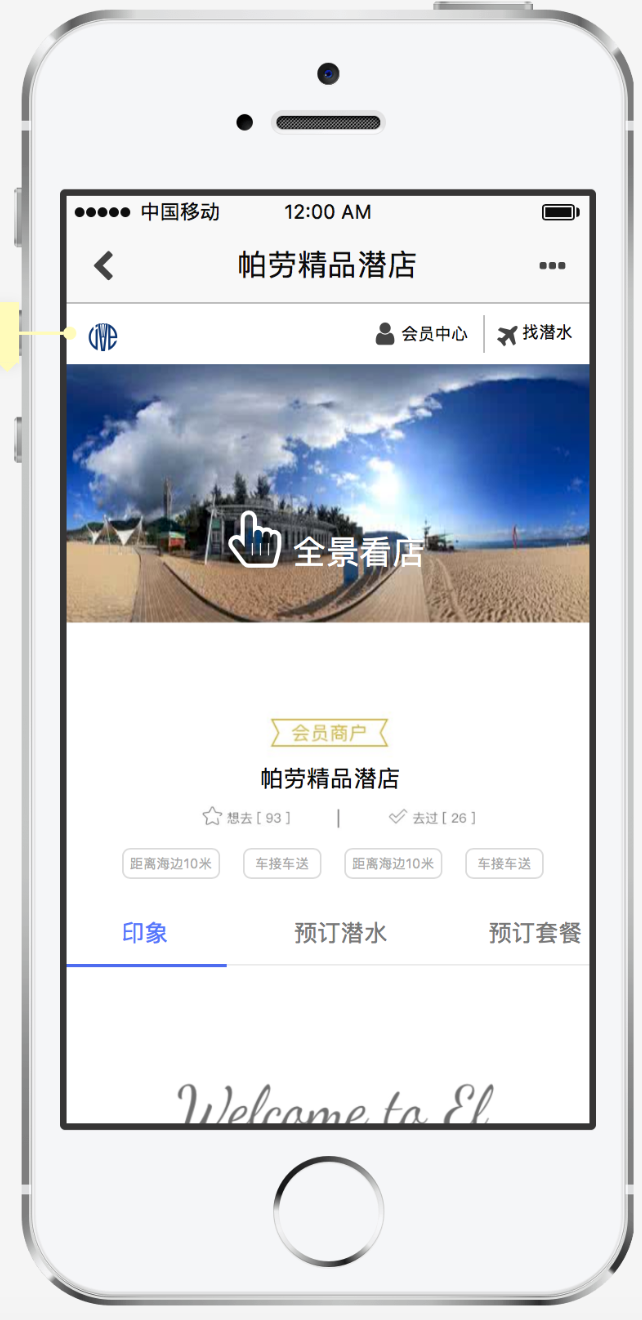 中国移动 12:00 AM
帕劳精品潜店
LIVE 会员中心 找潜水
全景看店
会员商户
帕劳精品潜店
想去 [ 93 ] | 去过 [ 26 ]
距离海边10米 车接车送 距离海边10米 车接车送
印象 预订潜水 预订套餐
Welcome to El